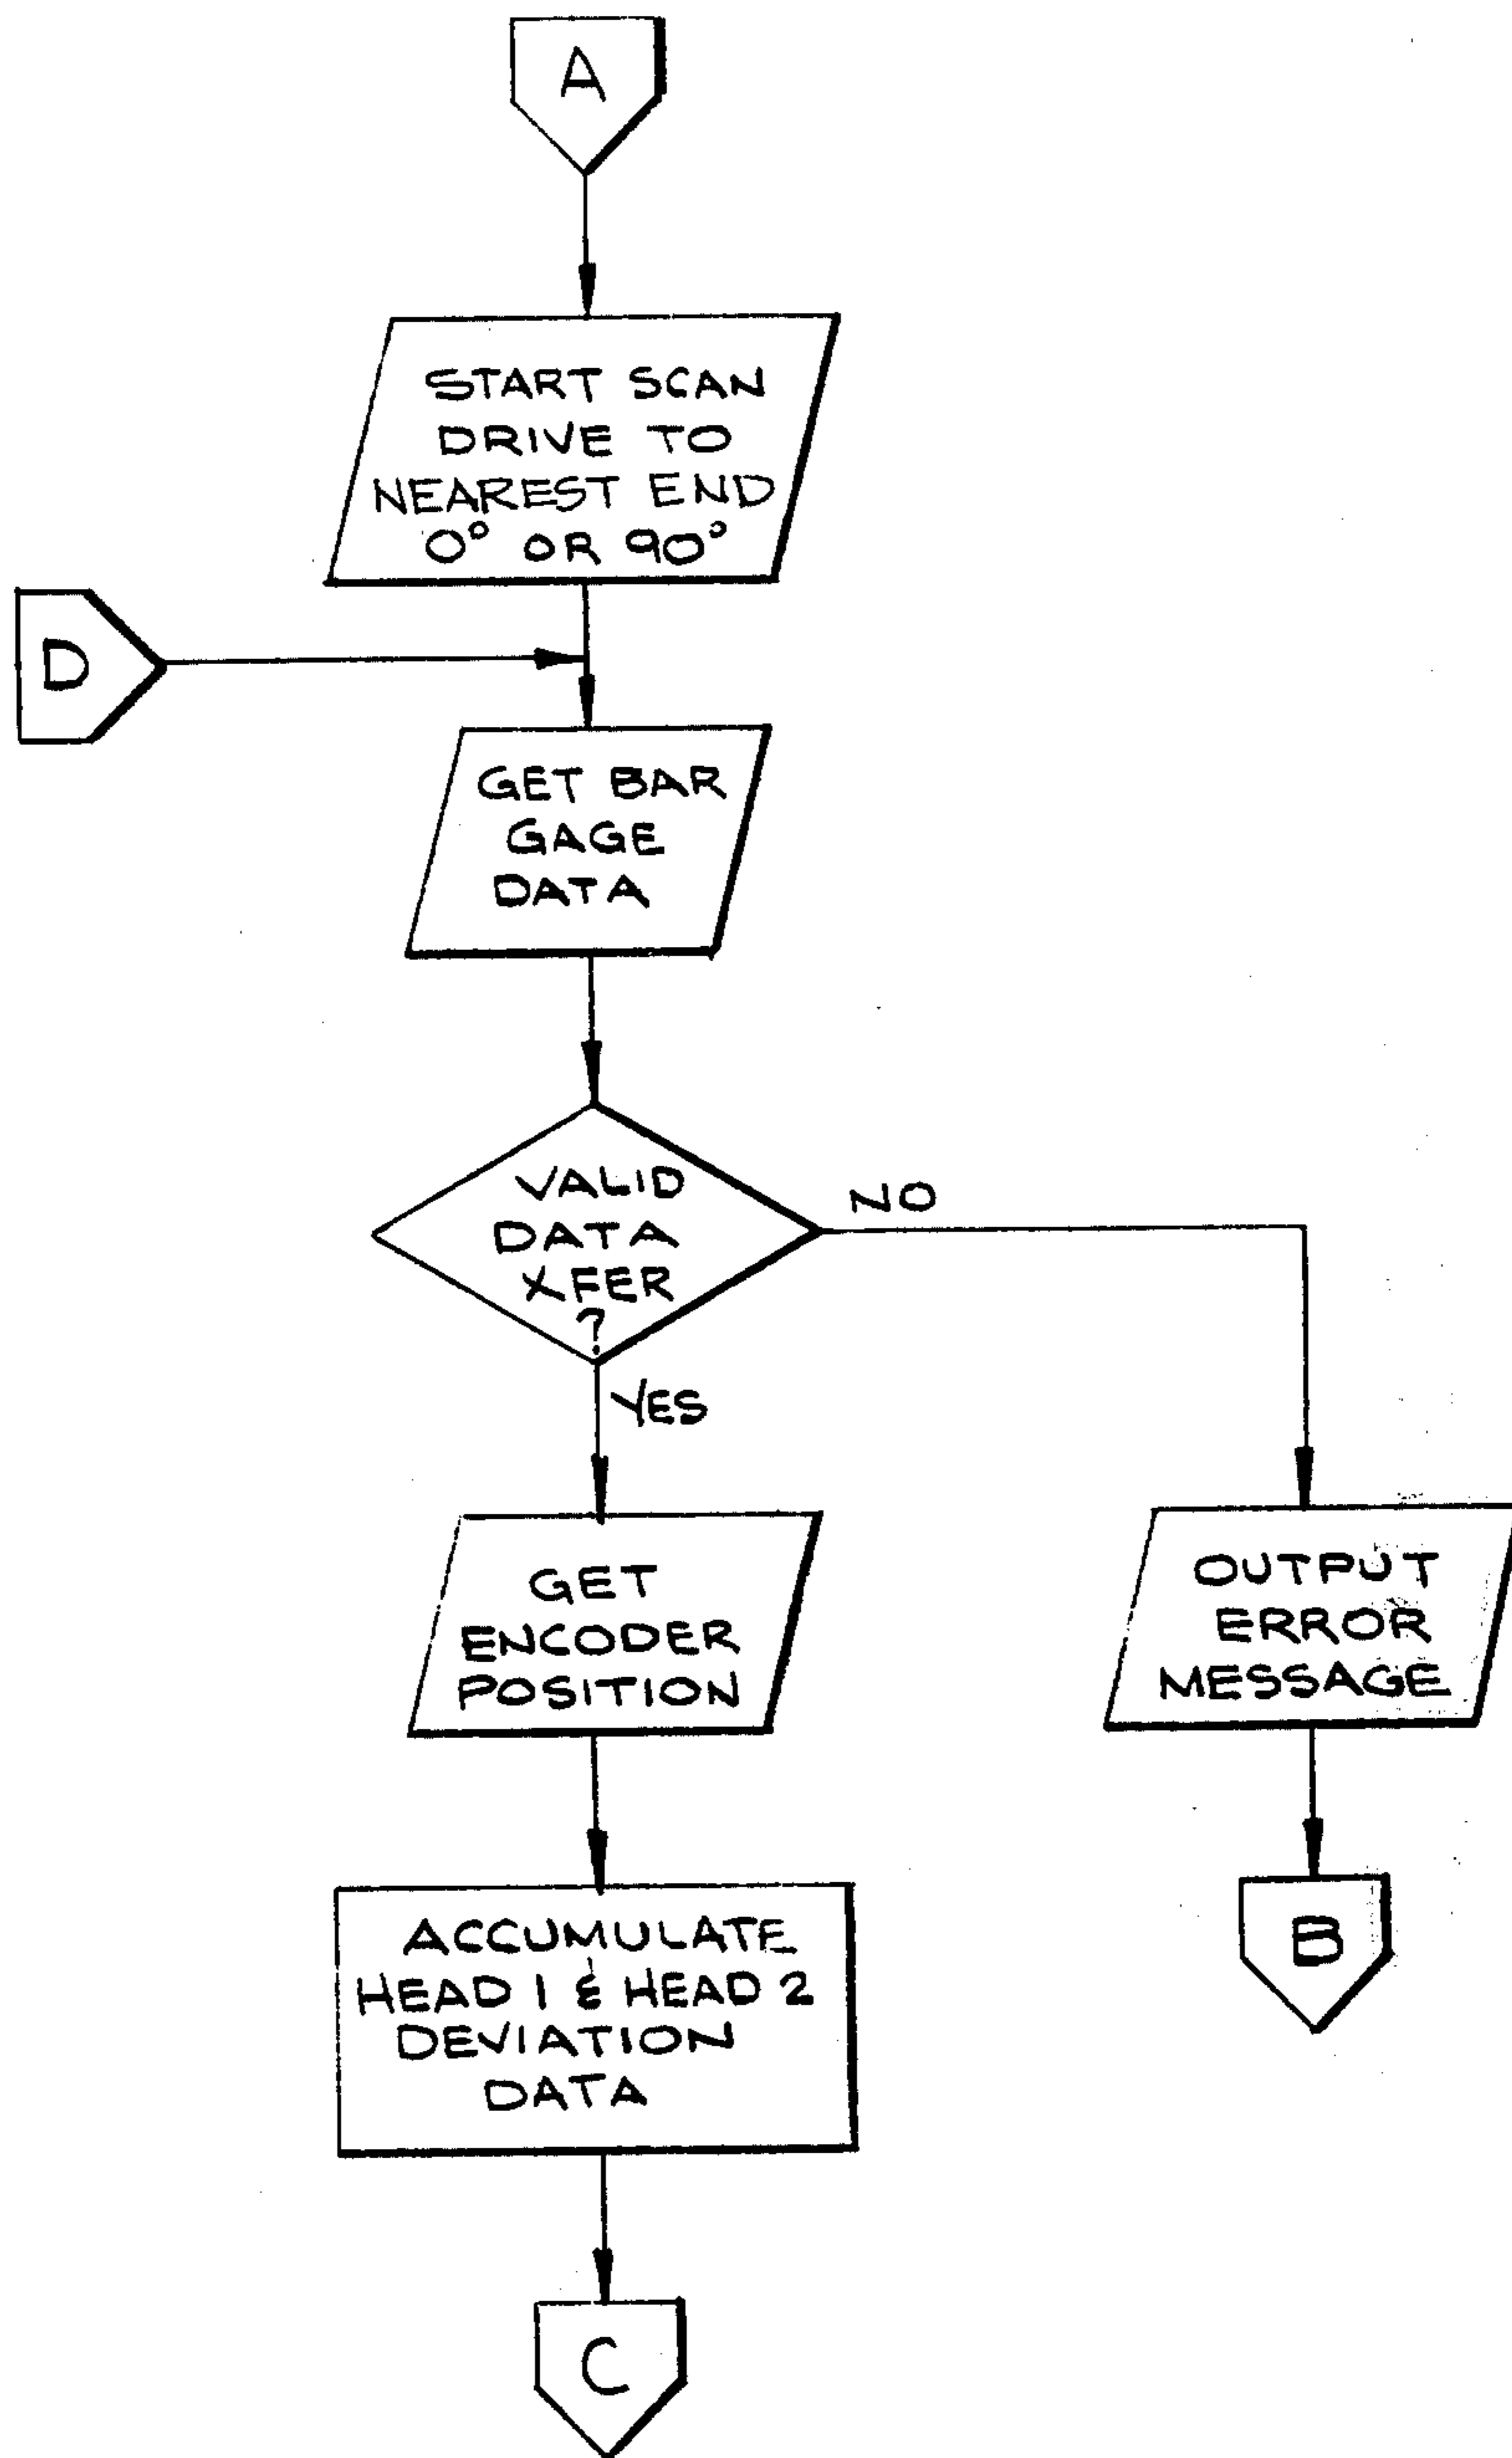 A
START SCAN
DRIVE TO
NEAREST END
0° OR 90°
D
GET BAR
GAGE
DATA
VALID
DATA
XFER
?
NO
YES
GET
ENCODER
POSITION
OUTPUT
ERROR
MESSAGE
ACCUMULATE
HEAD 1 & HEAD 2
DEVIATION
DATA
B
C